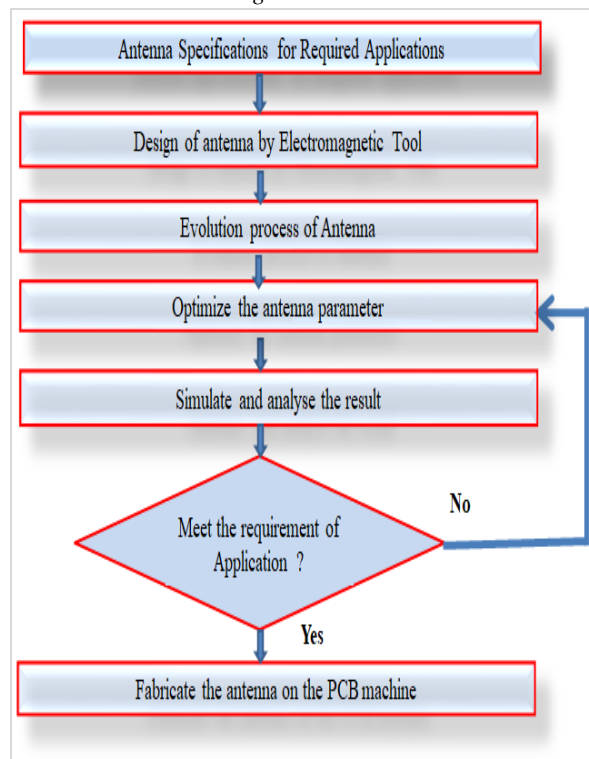 Antenna Specifications for Required Applications
Design of antenna by Electromagnetic Tool
Evolution process of Antenna
Optimize the antenna parameter
Simulate and analyse the result
No
Meet the requirement of
Application ?
Yes
Fabricate the antenna on the PCB machine